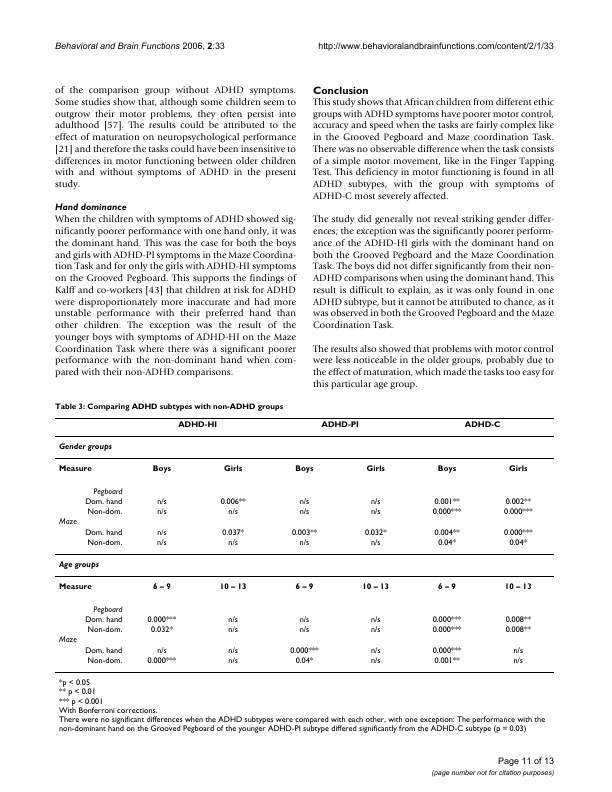 Behavioral and Brain Functions 2006, 2:33 http://www.behavioralandbrainfunctions.com/content/2/1/33
of the comparison group without ADHD symptoms.
Some studies show that, although some children seem to
outgrow their motor problems, they often persist into
adulthood [57]. The results could be attributed to the
effect of maturation on neuropsychological performance
[21] and therefore the tasks could have been insensitive to
differences in motor functioning between older children
with and without symptoms of ADHD in the present
study.
Hand dominance
When the children with symptoms of ADHD showed sig-
nificantly poorer performance with one hand only, it was
the dominant hand. This was the case for both the boys
and girls with ADHD-PI symptoms in the Maze Coordina-
tion Task and for only the girls with ADHD-HI symptoms
on the Grooved Pegboard. This supports the findings of
Kalff and co-workers [43] that children at risk for ADHD
were disproportionately more inaccurate and had more
unstable performance with their preferred hand than
other children. The exception was the result of the
younger boys with symptoms of ADHD-HI on the Maze
Coordination Task where there was a significant poorer
performance with the non-dominant hand when com-
pared with their non-ADHD comparisons.
Conclusion
This study shows that African children from different ethic
groups with ADHD symptoms have poorer motor control,
accuracy and speed when the tasks are fairly complex like
in the Grooved Pegboard and Maze coordination Task.
There was no observable difference when the task consists
of a simple motor movement, like in the Finger Tapping
Test. This deficiency in motor functioning is found in all
ADHD subtypes, with the group with symptoms of
ADHD-C most severely affected.
The study did generally not reveal striking gender differ-
ences; the exception was the significantly poorer perform-
ance of the ADHD-HI girls with the dominant hand on
both the Grooved Pegboard and the Maze Coordination
Task. The boys did not differ significantly from their non-
ADHD comparisons when using the dominant hand. This
result is difficult to explain, as it was only found in one
ADHD subtype, but it cannot be attributed to chance, as it
was observed in both the Grooved Pegboard and the Maze
Coordination Task.
The results also showed that problems with motor control
were less noticeable in the older groups, probably due to
the effect of maturation, which made the tasks too easy for
this particular age group.
Table 3: Comparing ADHD subtypes with non-ADHD groups
ADHD-HI ADHD-PI ADHD-C
Gender groups
Measure Boys Girls Boys Girls Boys Girls
Pegboard
Dom. hand n/s 0.006** n/s n/s 0.001** 0.002**
Non-dom. n/s n/s n/s n/s 0.000*** 0.000***
Maze
Dom. hand n/s 0.037* 0.003** 0.032* 0.004** 0.000***
Non-dom. n/s n/s n/s n/s 0.04* 0.04*
Age groups
Measure 6 – 9 10 – 13 6 – 9 10 – 13 6 – 9 10 – 13
Pegboard
Dom. hand 0.000*** n/s n/s n/s 0.000*** 0.008**
Non-dom. 0.032* n/s n/s n/s 0.000*** 0.008**
Maze
Dom. hand n/s n/s 0.000*** n/s 0.000*** n/s
Non-dom. 0.000*** n/s 0.04* n/s 0.001** n/s
*p < 0.05
** p < 0.01
*** p < 0.001
With Bonferroni corrections.
There were no significant differences when the ADHD subtypes were compared with each other, with one exception: The performance with the
non-dominant hand on the Grooved Pegboard of the younger ADHD-PI subtype differed significantly from the ADHD-C subtype (p = 0.03)
Page 11 of 13
(page number not for citation purposes)